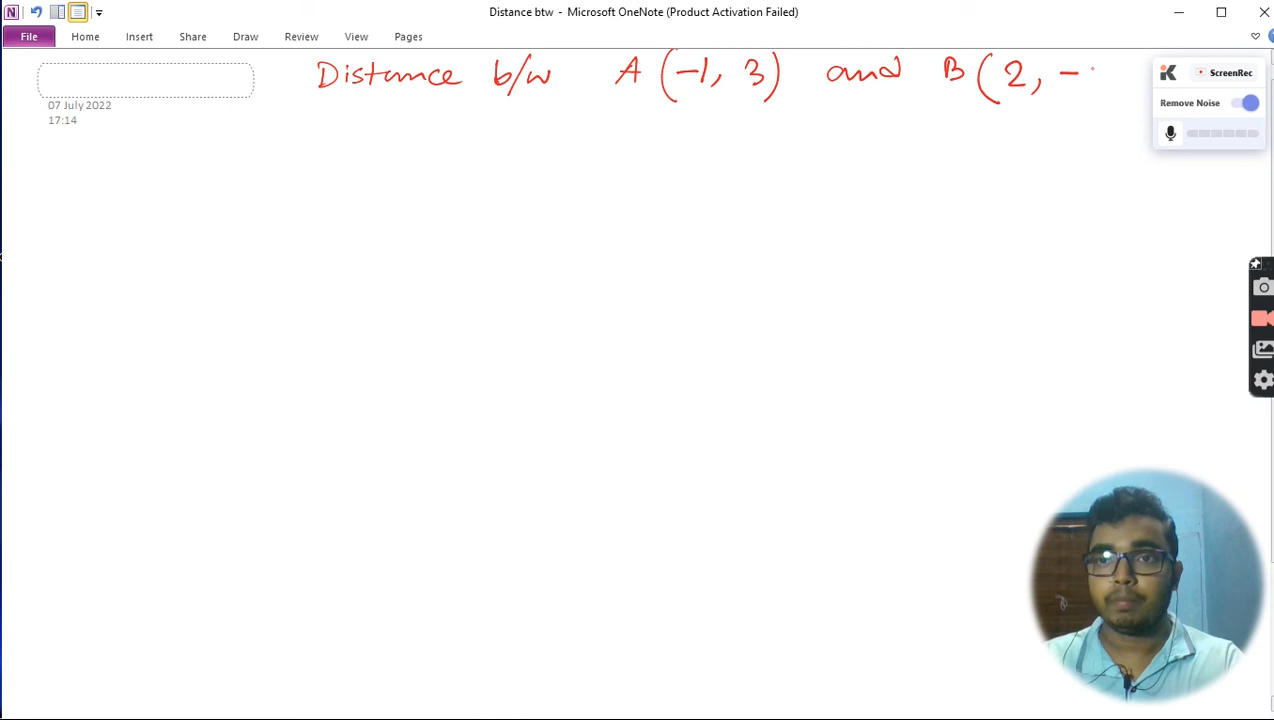 Distance btw - Microsoft OneNote (Product Activation Failed)
File Home Insert Share Draw Review View Pages
Distance b/w A (-1, 3) and B (2, -
07 July 2022
17:14
ScreenRec
Remove Noise